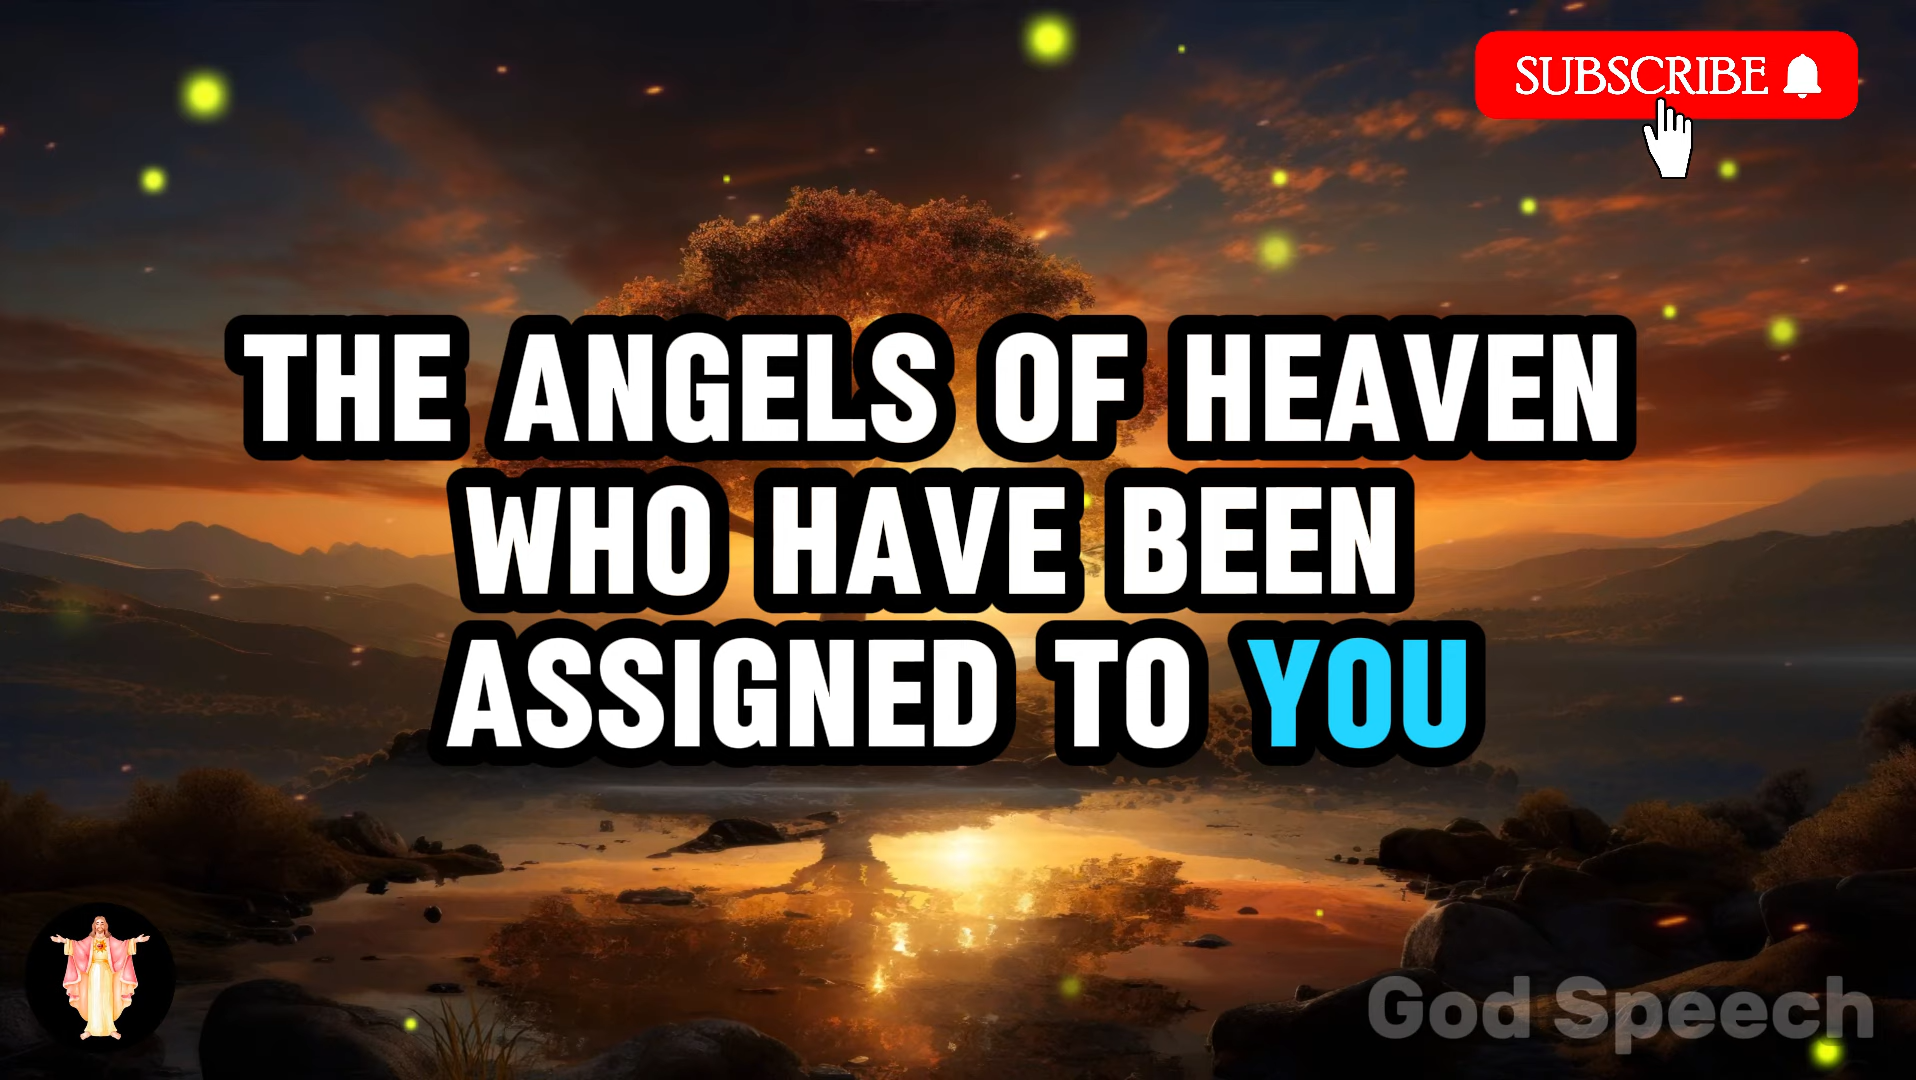 SUBSCRIBE
THE ANGELS OF HEAVEN
WHO HAVE BEEN
ASSIGNED TO YOU
God Speech